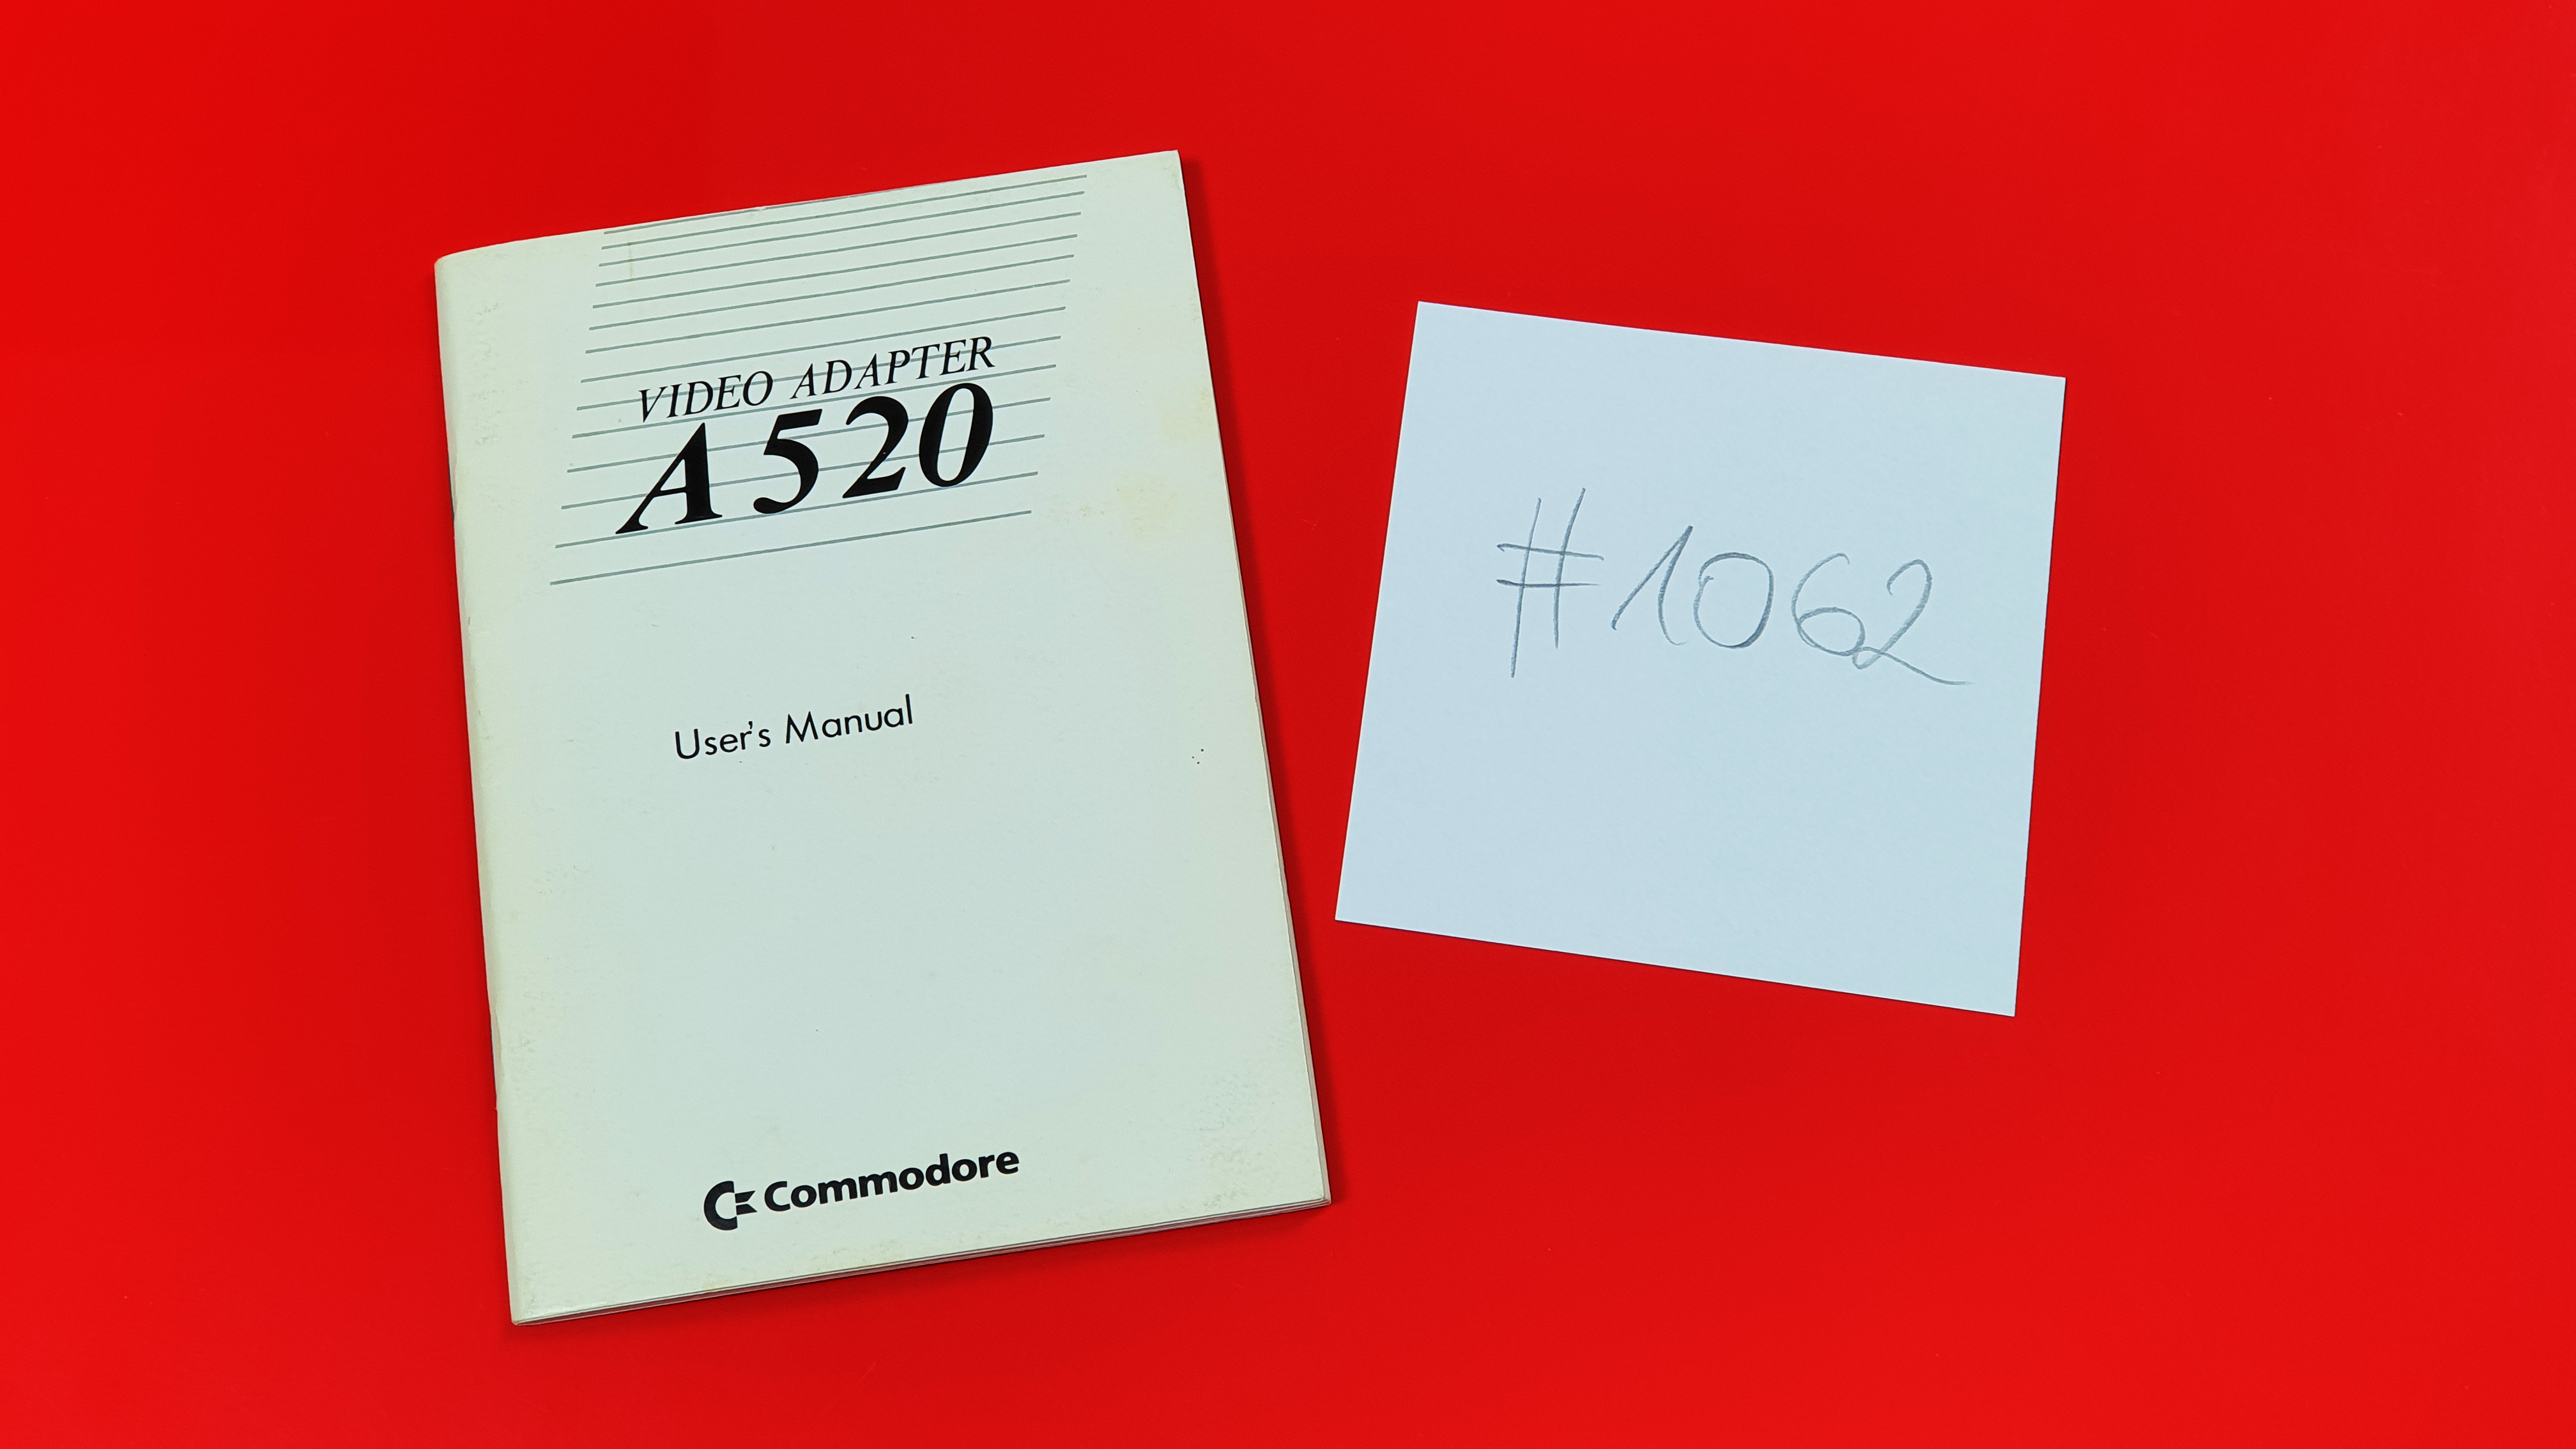 VIDEO ADAPTER
A520
User's Manual
Commodore
#1062